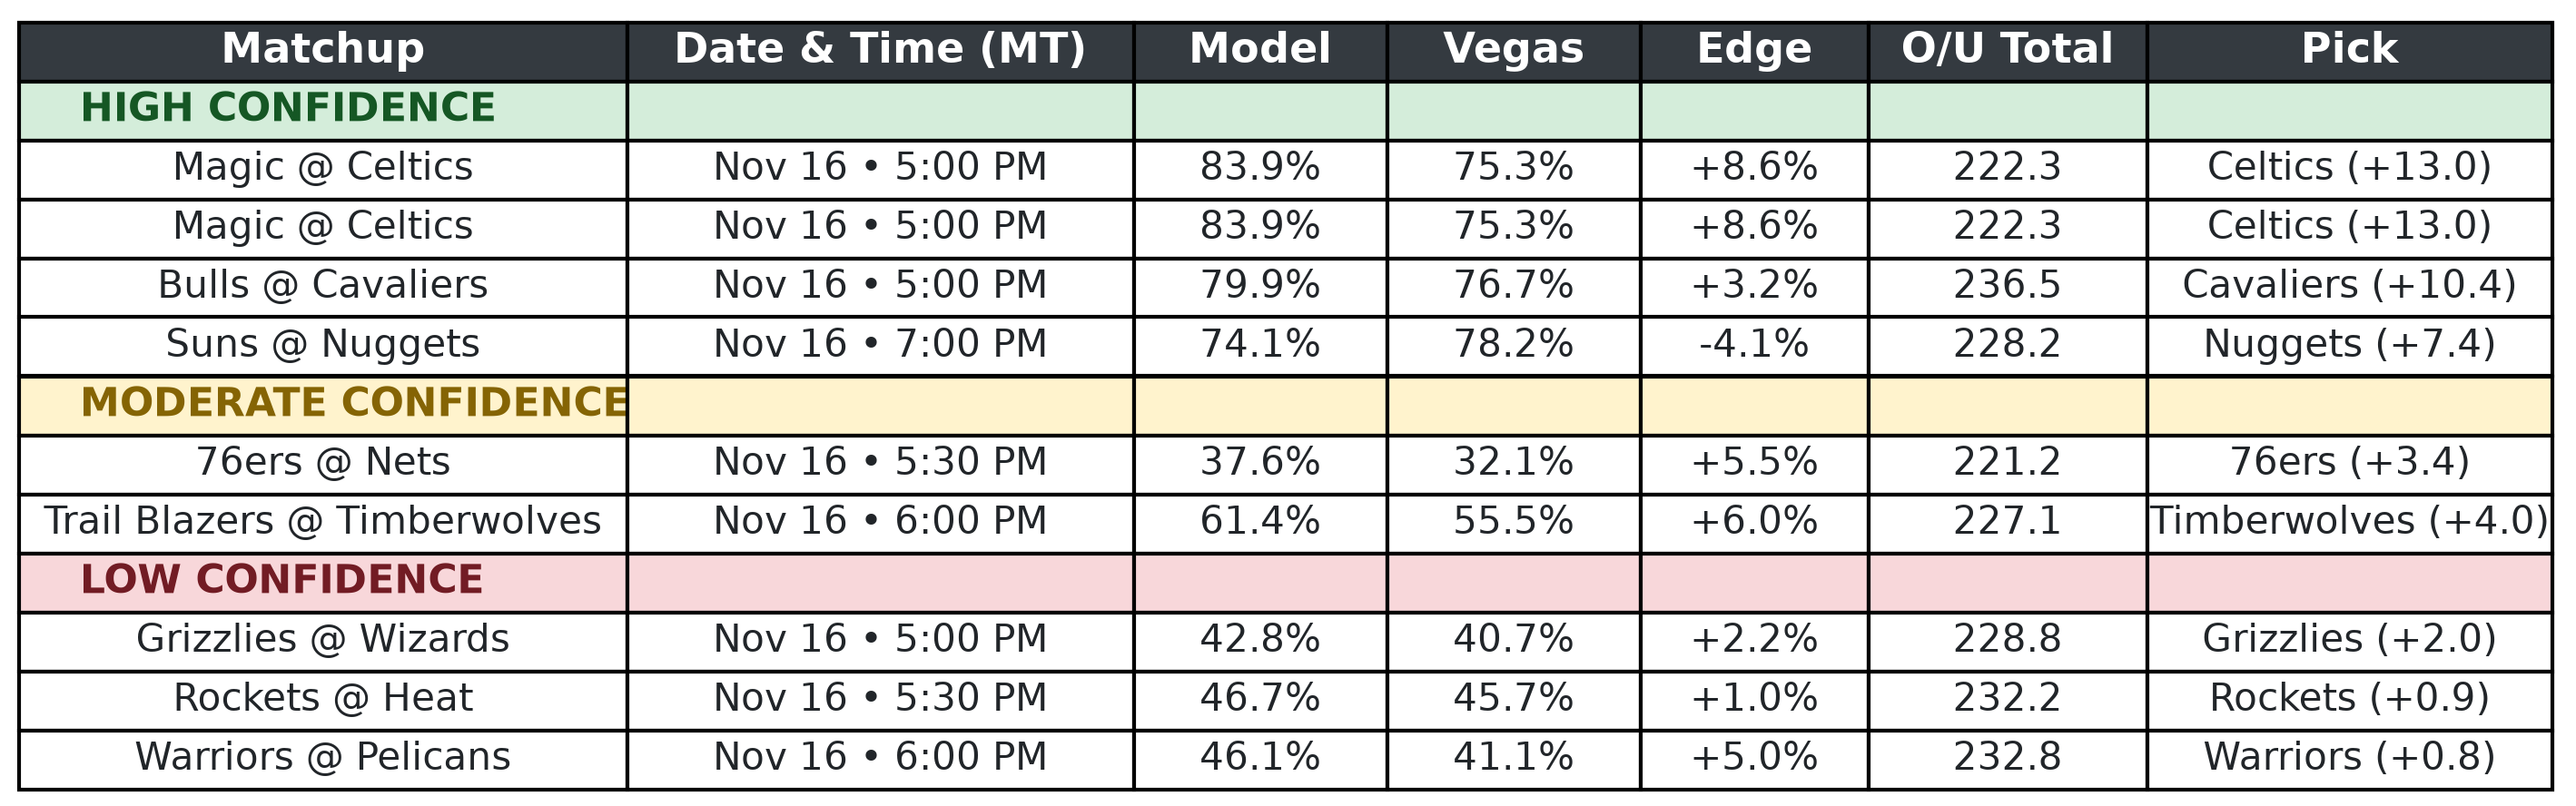 Matchup Date & Time (MT) Model Vegas Edge O/U Total Pick
HIGH CONFIDENCE
Magic @ Celtics Nov 16 • 5:00 PM 83.9% 75.3% +8.6% 222.3 Celtics (+13.0)
Magic @ Celtics Nov 16 • 5:00 PM 83.9% 75.3% +8.6% 222.3 Celtics (+13.0)
Bulls @ Cavaliers Nov 16 • 5:00 PM 79.9% 76.7% +3.2% 236.5 Cavaliers (+10.4)
Suns @ Nuggets Nov 16 • 7:00 PM 74.1% 78.2% -4.1% 228.2 Nuggets (+7.4)
MODERATE CONFIDENCE
76ers @ Nets Nov 16 • 5:30 PM 37.6% 32.1% +5.5% 221.2 76ers (+3.4)
Trail Blazers @ Timberwolves Nov 16 • 6:00 PM 61.4% 55.5% +6.0% 227.1 Timberwolves (+4.0)
LOW CONFIDENCE
Grizzlies @ Wizards Nov 16 • 5:00 PM 42.8% 40.7% +2.2% 228.8 Grizzlies (+2.0)
Rockets @ Heat Nov 16 • 5:30 PM 46.7% 45.7% +1.0% 232.2 Rockets (+0.9)
Warriors @ Pelicans Nov 16 • 6:00 PM 46.1% 41.1% +5.0% 232.8 Warriors (+0.8)